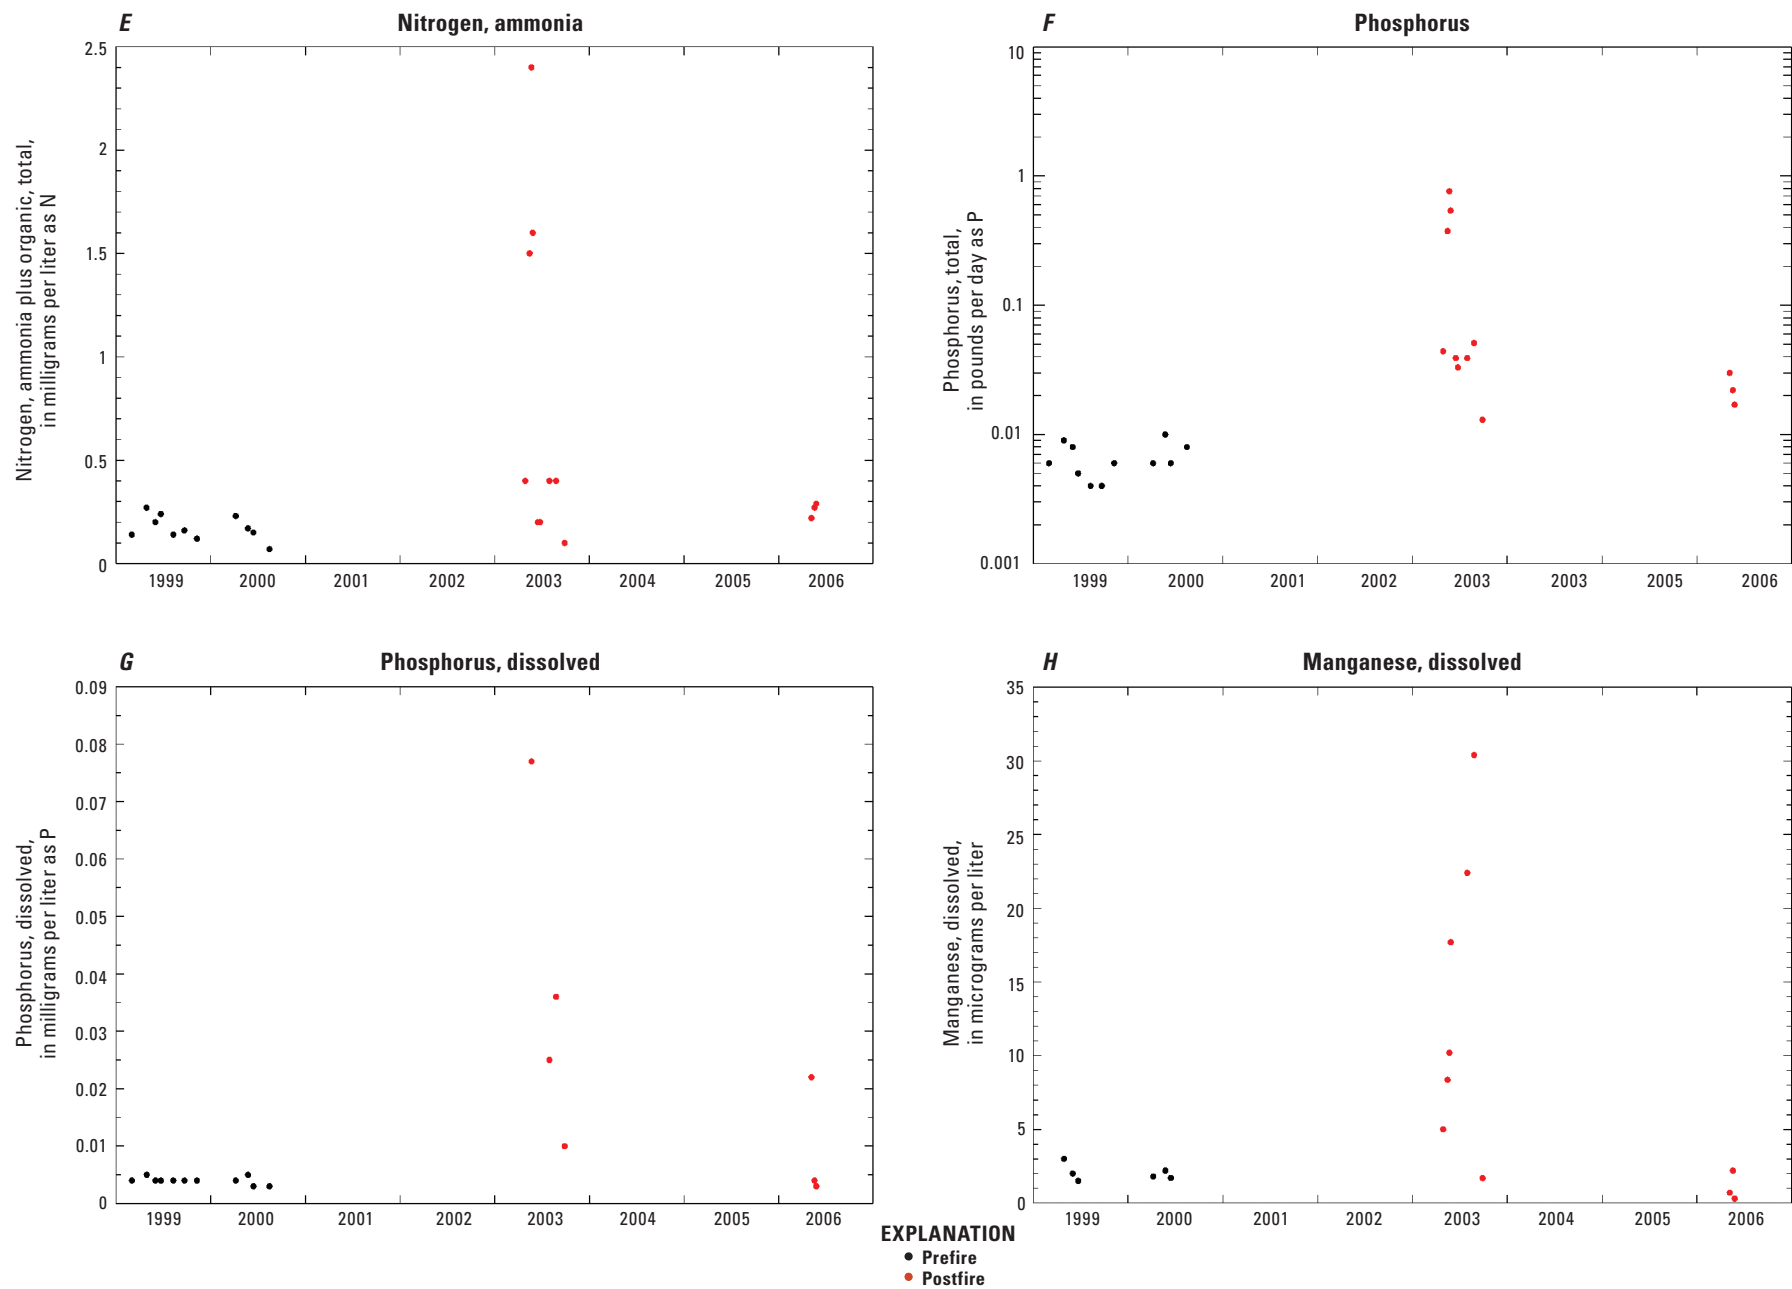 E Nitrogen, ammonia
Nitrogen, ammonia plus organic, total,
in milligrams per liter as N
2.5
2
1.5
1
0.5
0
1999 2000 2001 2002 2003 2004 2005 2006
F Phosphorus
Phosphorus, total,
in pounds per day as P
10
1
0.1
0.01
0.001
1999 2000 2001 2002 2003 2003 2005 2006
G Phosphorus, dissolved
Phosphorus, dissolved,
in milligrams per liter as P
0.09
0.08
0.07
0.06
0.05
0.04
0.03
0.02
0.01
0
1999 2000 2001 2002 2003 2004 2005 2006
H Manganese, dissolved
Manganese, dissolved,
in micrograms per liter
35
30
25
20
15
10
5
0
1999 2000 2001 2002 2003 2004 2005 2006
EXPLANATION
Prefire
Postfire